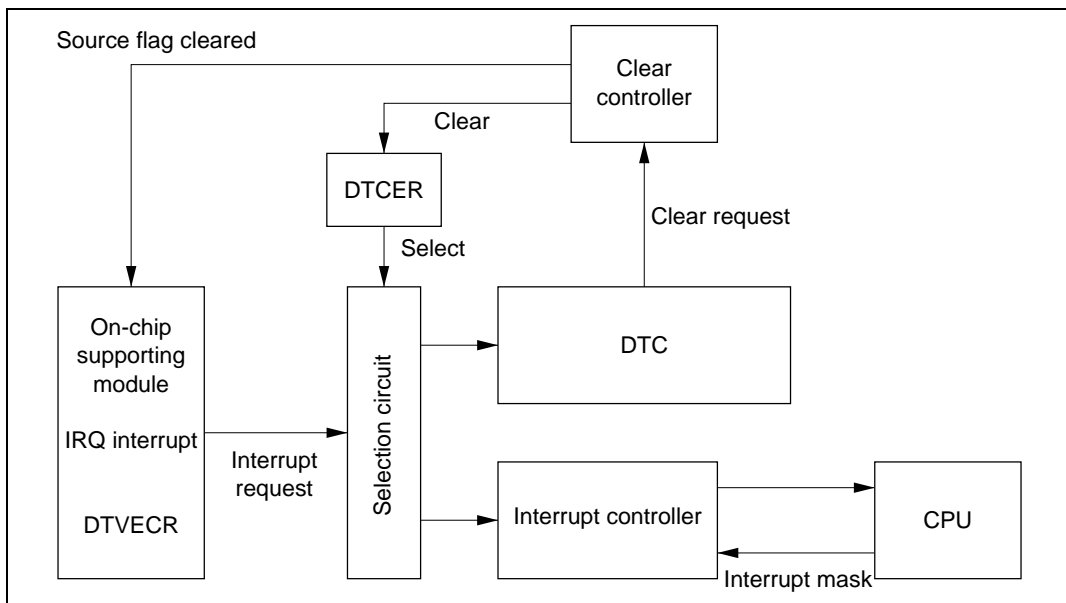 Source flag cleared
Clear
controller
Clear
DTCER
Clear request
Select
On-chip
supporting
module
DTC
Selection circuit
IRQ interrupt
Interrupt
request
Interrupt controller
CPU
DTVECR
Interrupt mask